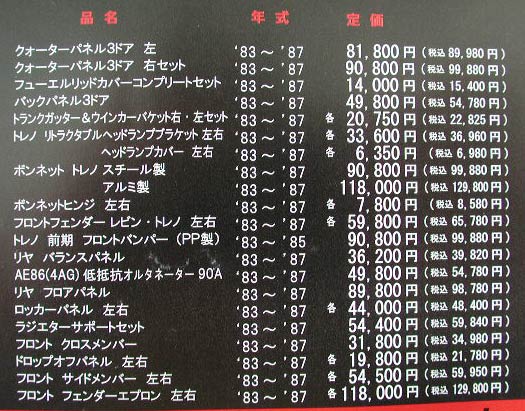 品名 年式 定価
クォーターパネル3ドア 左 '83～'87 81,800円(税込 89,980円)
クォーターパネル3ドア 右セット '83～'87 90,800円(税込 99,880円)
フューエルリッドカバーコンプリートセット '83～'87 14,000円(税込 15,400円)
バックパネル3ドア '83～'87 49,800円(税込 54,780円)
トランクガッター&ウインカーバケット右・左セット '83～'87 各 20,750円(税込 22,825円)
トレノ リトラクタブルヘッドランプブラケット左右 '83～'87 各 33,600円(税込 36,960円)
ヘッドランプカバー 左右 '83～'87 各 6,350円(税込 6,980円)
ボンネット トレノ スチール製 '83～'87 90,800円(税込 99,880円)
アルミ製 '83～'87 118,000円(税込 129,800円)
ボンネットヒンジ 左右 '83～'87 各 7,800円(税込 8,580円)
フロントフェンダー レビン・トレノ 左右 '83～'87 各 59,800円(税込 65,780円)
トレノ 前期 フロントバンパー (PP製) '83～'85 90,800円(税込 99,880円)
リヤ バランスパネル '83～'87 36,200円(税込 39,820円)
AE86(4AG)低抵抗オルタネーター 90A '83～'87 49,800円(税込 54,780円)
リヤ フロアパネル '83～'87 89,800円(税込 98,780円)
ロッカーパネル 左右 '83～'87 各 44,000円(税込 48,400円)
ラジエターサポートセット '83～'87 54,400円(税込 59,840円)
フロント クロスメンバー '83～'87 31,800円(税込 34,980円)
ドロップオフパネル 左右 '83～'87 各 19,800円(税込 21,780円)
フロント サイドメンバー 左右 '83～'87 各 54,500円(税込 59,950円)
フロント フェンダーエプロン 左右 '83～'87 各 118,000円(税込 129,800円)